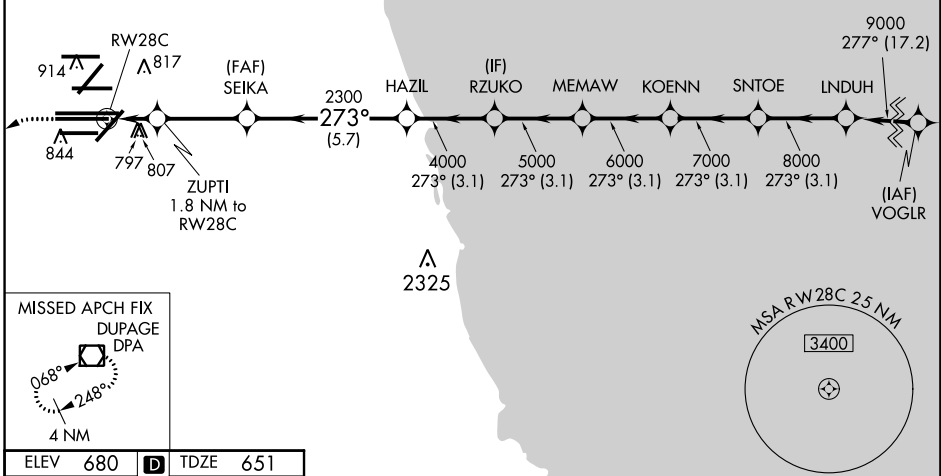 RW28C
914
817
844
797
807
ZUPTI
1.8 NM to
RW28C
(FAF)
SEIKA
2300
273°
(5.7)
HAZIL
4000
273° (3.1)
(IF)
RZUKO
5000
273° (3.1)
MEMAW
6000
273° (3.1)
KOENN
7000
273° (3.1)
SNTOE
8000
273° (3.1)
LNDUH
9000
277° (17.2)
(IAF)
VOGLR
2325
MISSED APCH FIX
DUPAGE
DPA
068°
248°
4 NM
MSA RW28C 25 NM
3400
ELEV 680 D TDZE 651